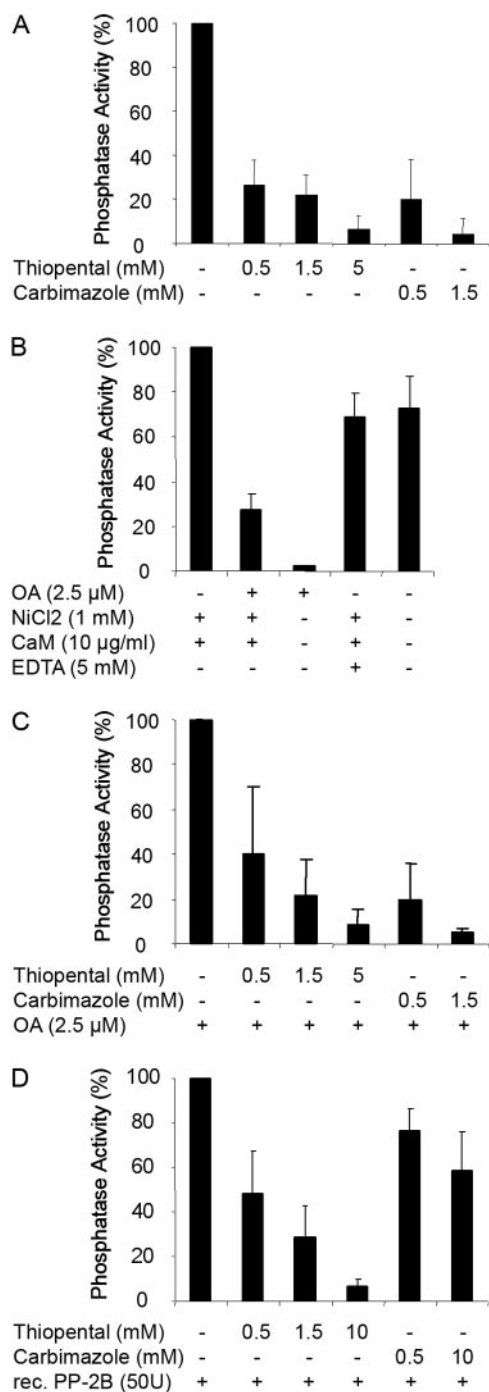 A
Phosphatase Activity (%)
100
80
60
40
20
0
Thiopental (mM) - 0.5 1.5 5 - -
Carbimazole (mM) - - - - 0.5 1.5
B
Phosphatase Activity (%)
100
80
60
40
20
0
OA (2.5 µM) - + + - -
NiCl2 (1 mM) + + - + -
CaM (10 µg/ml) + + - + -
EDTA (5 mM) - - - + -
C
Phosphatase Activity (%)
100
80
60
40
20
0
Thiopental (mM) - 0.5 1.5 5 - -
Carbimazole (mM) - - - - 0.5 1.5
OA (2.5 µM) + + + + + +
D
Phosphatase Activity (%)
100
80
60
40
20
0
Thiopental (mM) - 0.5 1.5 10 - -
Carbimazole (mM) - - - - 0.5 10
rec. PP-2B (50U) + + + + + +